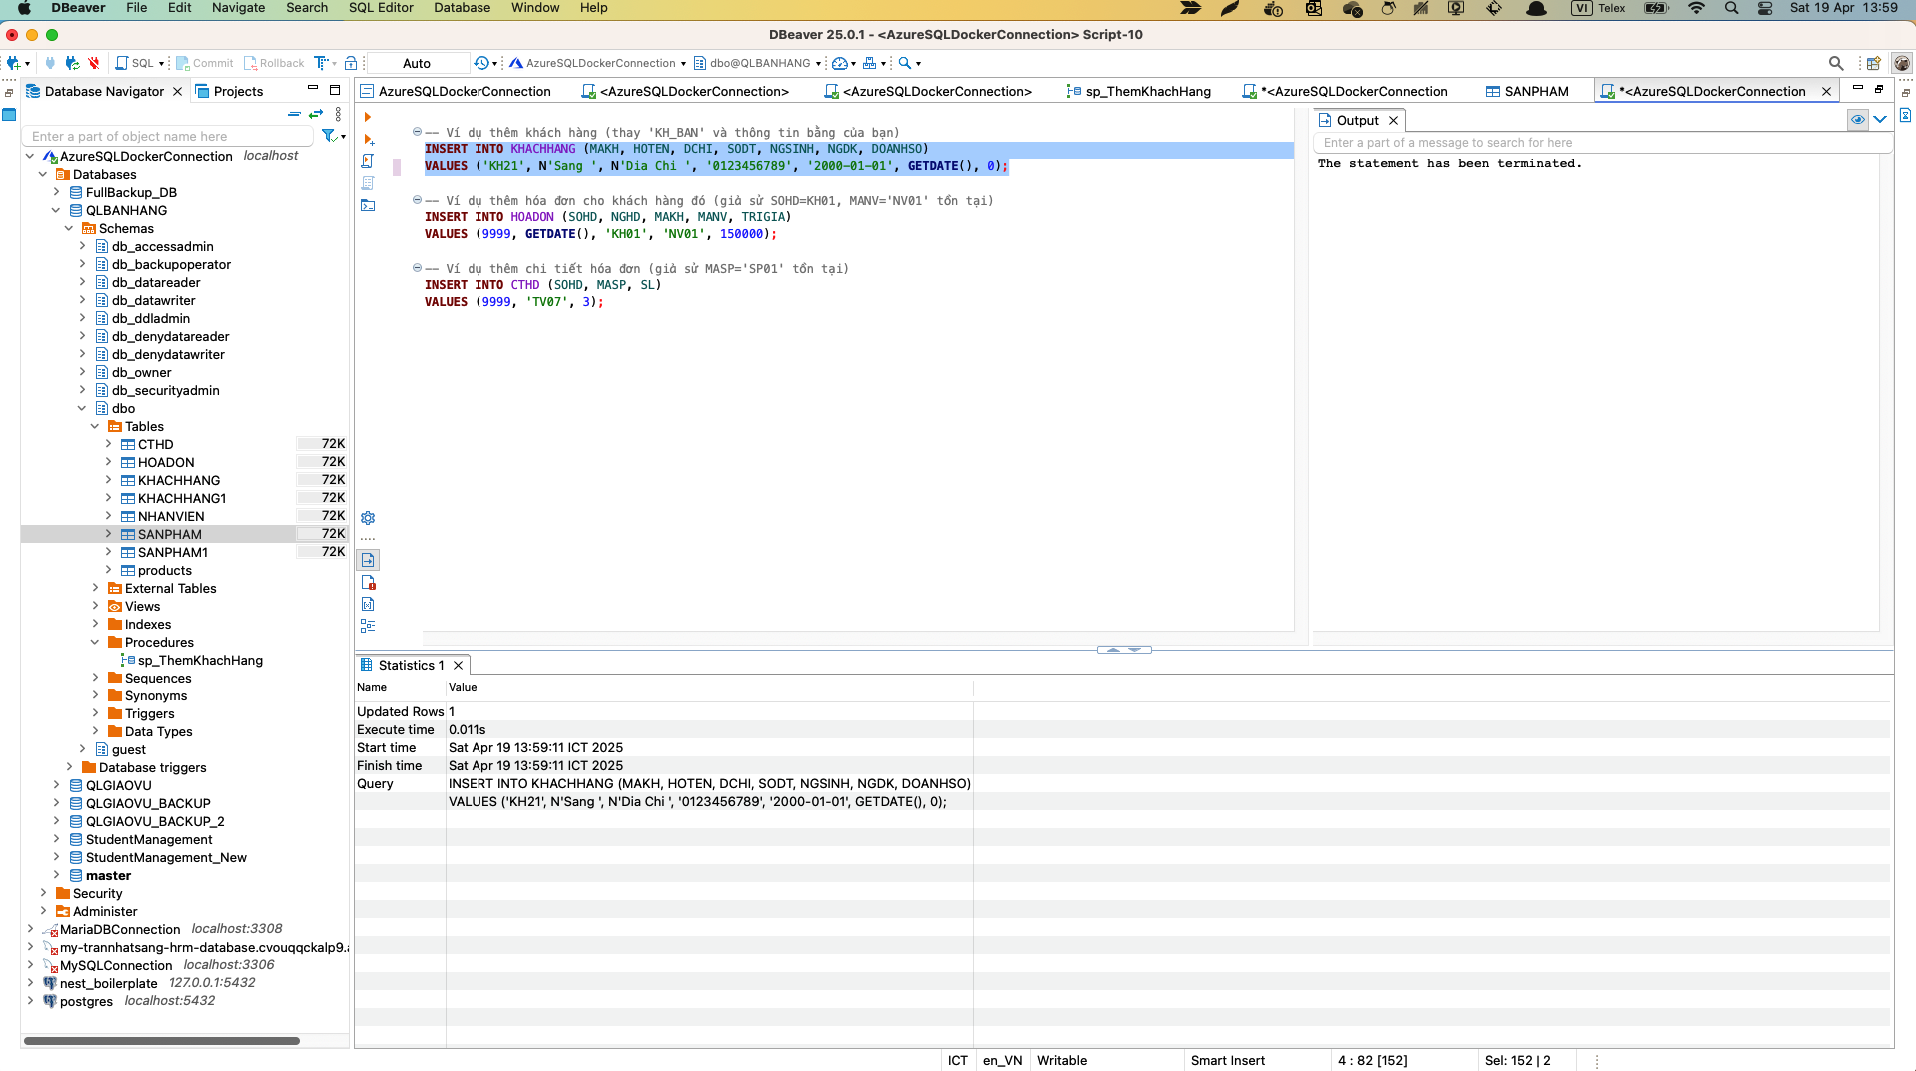 DBeaver File Edit Navigate Search SQL Editor Database Window Help VI Telex Sat 19 Apr 13:59
DBeaver 25.0.1 - <AzureSQLDockerConnection> Script-10
SQL Commit Rollback Auto AzureSQLDockerConnection dbo@QLBANHANG
Database Navigator Projects
Enter a part of object name here
AzureSQLDockerConnection localhost
Databases
FullBackup_DB
QLBANHANG
Schemas
db_accessadmin
db_backupoperator
db_datareader
db_datawriter
db_ddladmin
db_denydatareader
db_denydatawriter
db_owner
db_securityadmin
dbo
Tables
CTHD 72K
HOADON 72K
KHACHHANG 72K
KHACHHANG1 72K
NHANVIEN 72K
SANPHAM 72K
SANPHAM1 72K
products
External Tables
Views
Indexes
Procedures
sp_ThemKhachHang
Sequences
Synonyms
Triggers
Data Types
guest
Database triggers
QLGIAOVU
QLGIAOVU_BACKUP
QLGIAOVU_BACKUP_2
StudentManagement
StudentManagement_New
master
Security
Administer
MariaDBConnection localhost:3308
my-trannhatsang-hrm-database.cvouqqckalp9.a
MySQLConnection localhost:3306
nest_boilerplate 127.0.0.1:5432
postgres localhost:5432
AzureSQLDockerConnection <AzureSQLDockerConnection> <AzureSQLDockerConnection> sp_ThemKhachHang *<AzureSQLDockerConnection SANPHAM *<AzureSQLDockerConnection
-- Ví dụ thêm khách hàng (thay 'KH_BAN' và thông tin bằng của bạn)
INSERT INTO KHACHHANG (MAKH, HOTEN, DCHI, SODT, NGSINH, NGDK, DOANHSO)
VALUES ('KH21', N'Sang ', N'Dia Chi ', '0123456789', '2000-01-01', GETDATE(), 0);
-- Ví dụ thêm hóa đơn cho khách hàng đó (giả sử SOHD=KH01, MANV='NV01' tồn tại)
INSERT INTO HOADON (SOHD, NGHD, MAKH, MANV, TRIGIA)
VALUES (9999, GETDATE(), 'KH01', 'NV01', 150000);
-- Ví dụ thêm chi tiết hóa đơn (giả sử MASP='SP01' tồn tại)
INSERT INTO CTHD (SOHD, MASP, SL)
VALUES (9999, 'TV07', 3);
Output
Enter a part of a message to search for here
The statement has been terminated.
Statistics 1
Name Value
Updated Rows 1
Execute time 0.011s
Start time Sat Apr 19 13:59:11 ICT 2025
Finish time Sat Apr 19 13:59:11 ICT 2025
Query INSERT INTO KHACHHANG (MAKH, HOTEN, DCHI, SODT, NGSINH, NGDK, DOANHSO)
VALUES ('KH21', N'Sang ', N'Dia Chi ', '0123456789', '2000-01-01', GETDATE(), 0);
ICT en_VN Writable Smart Insert 4 : 82 [152] Sel: 152 | 2